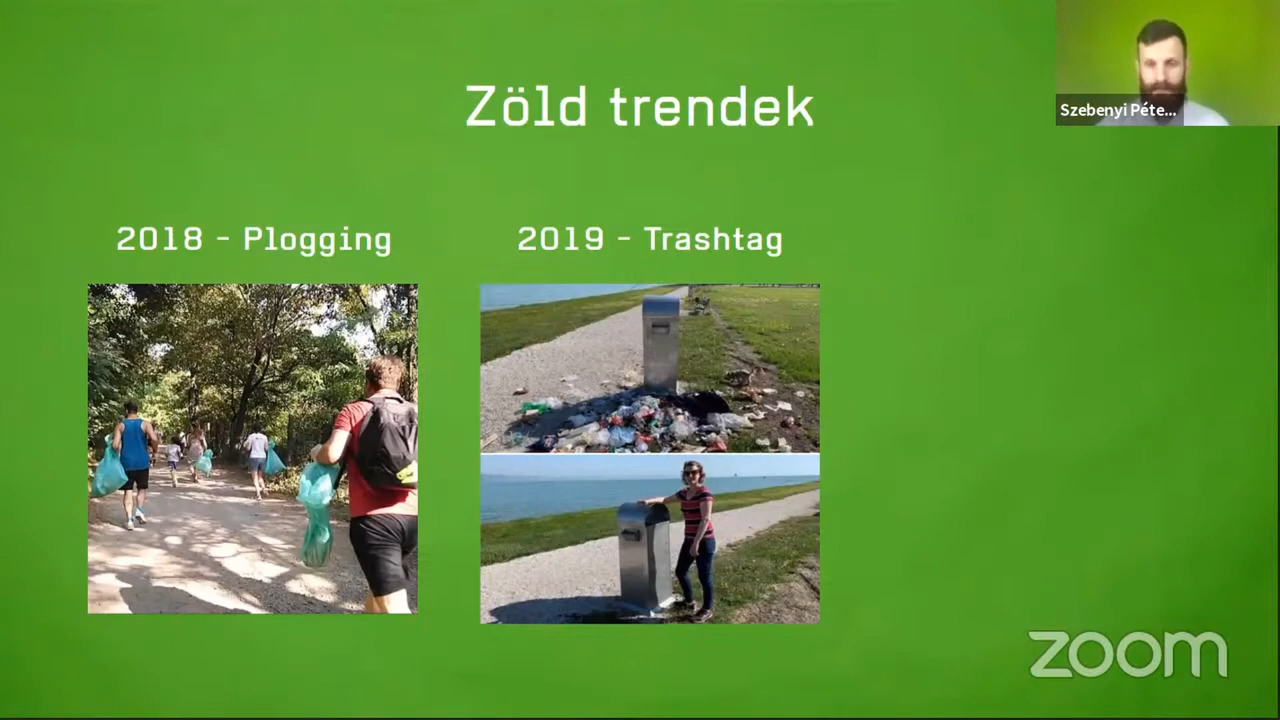 Zöld trendek
Szebenyi Péte...
2018 - Plogging
2019 - Trashtag
zoom